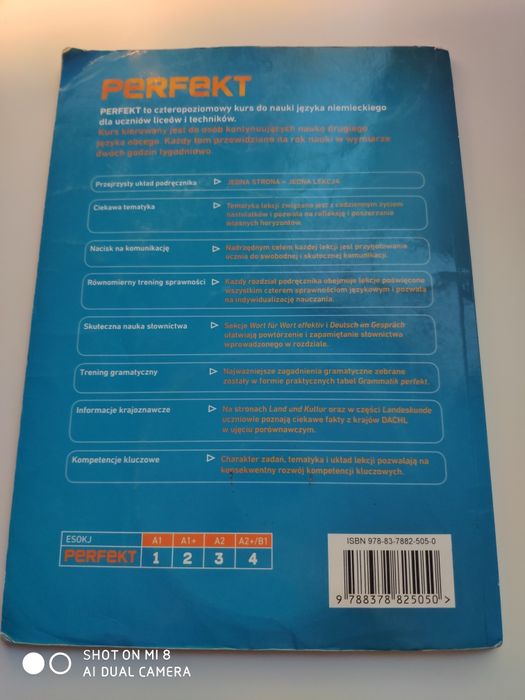 PERFEKT
PERFEKT to czteropoziomowy kurs do nauki języka niemieckiego
dla uczniów liceów i techników.
Kurs kierowany jest do osób kontynuujących naukę drugiego
języka obcego. Każdy tom przewidziano na rok nauki w wymiarze
dwóch godzin tygodniowo.
Przejrzysty układ podręcznika ▷ JEDNA STRONA = JEDNA LEKCJA
Ciekawa tematyka ▷ Tematyka lekcji związana jest z codziennym życiem
nastolatków i pozwala na refleksję i poszerzanie
własnych horyzontów.
Nacisk na komunikację ▷ Nadrzędnym celem każdej lekcji jest przygotowanie
ucznia do swobodnej i skutecznej komunikacji.
Równomierny trening sprawności ▷ Każdy rozdział podręcznika obejmuje lekcje poświęcone
wszystkim czterem sprawnościom językowym i pozwala
na indywidualizację nauczania.
Skuteczna nauka słownictwa ▷ Sekcje Wort für Wort effektiv i Deutsch im Gespräch
ułatwiają powtórzenie i zapamiętanie słownictwa
wprowadzonego w rozdziale.
Trening gramatyczny ▷ Najważniejsze zagadnienia gramatyczne zebrane
zostały w formie praktycznych tabel Grammatik perfekt.
Informacje krajoznawcze ▷ Na stronach Land und Kultur oraz w części Landeskunde
uczniowie poznają ciekawe fakty z krajów DACHL
w ujęciu porównawczym.
Kompetencje kluczowe ▷ Charakter zadań, tematyka i układ lekcji pozwalają na
konsekwentny rozwój kompetencji kluczowych.
ESOKJ A1 A1+ A2 A2+/B1
PERFEKT 1 2 3 4
ISBN 978-83-7882-505-0
9 788378 825050 >
SHOT ON MI 8
AI DUAL CAMERA